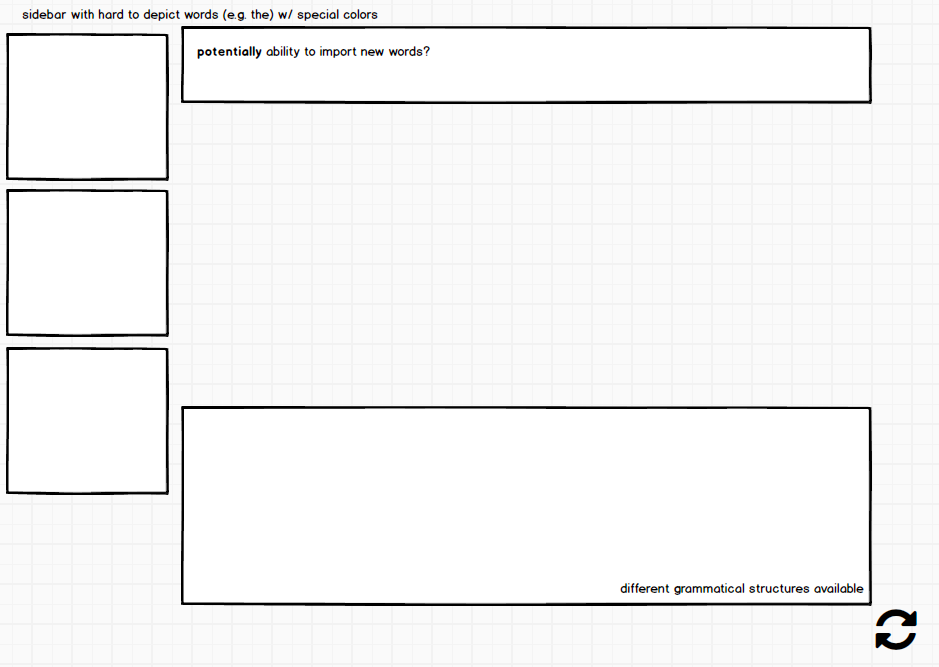 sidebar with hard to depict words (e.g. the) w/ special colors
potentially ability to import new words?
different grammatical structures available